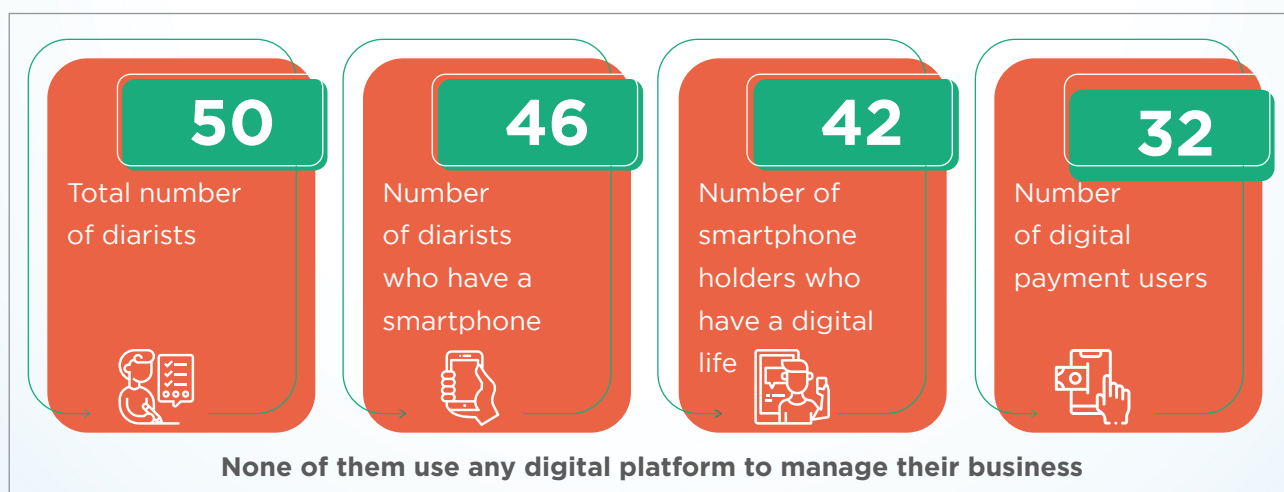 50
Total number
of diarists
46
Number
of diarists
who have a
smartphone
42
Number of
smartphone
holders who
have a digital
life
32
Number
of digital
payment users
None of them use any digital platform to manage their business